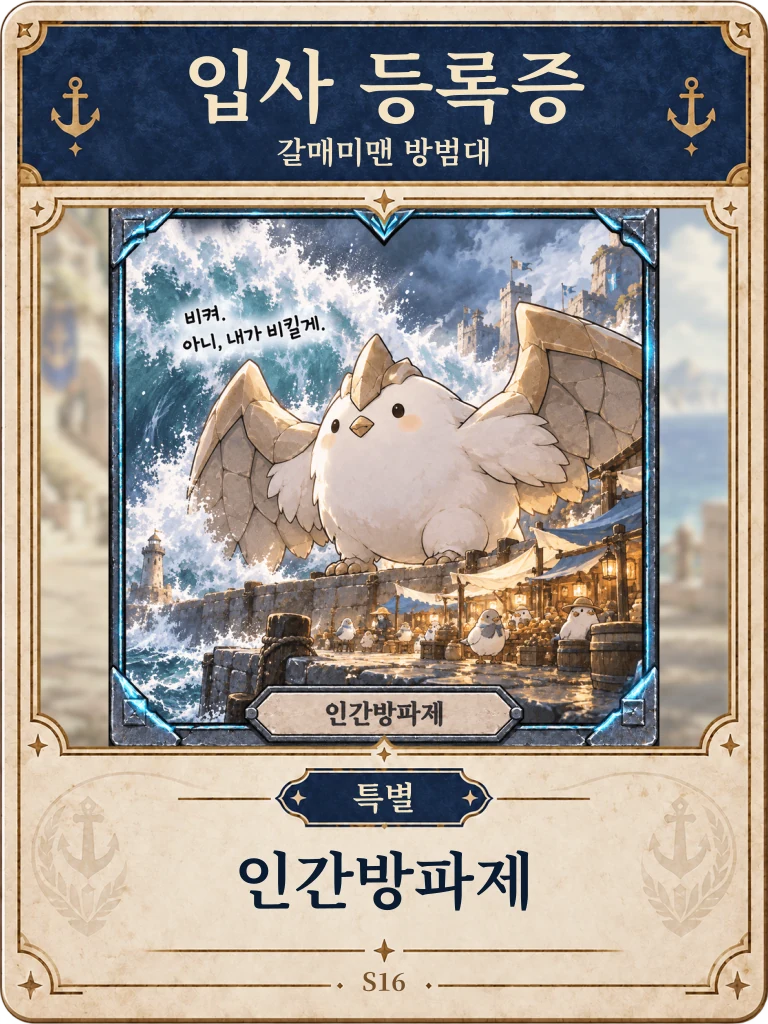 입사 등록증
갈매미맨 방범대
비켜.
아니, 내가 비킬게.
인간방파제
특별
인간방파제
S16